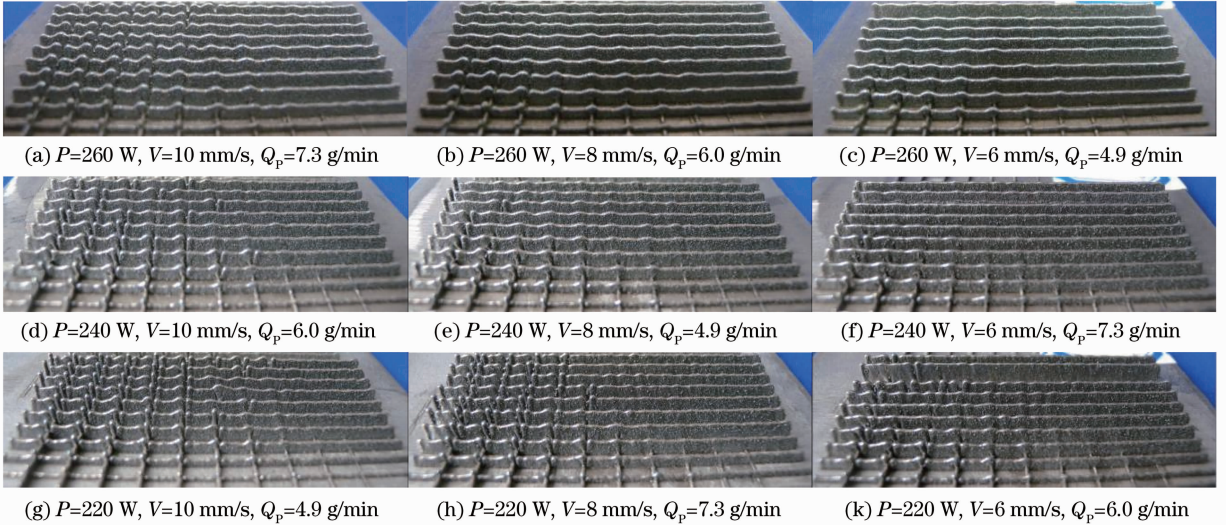 (a) P=260 W, V=10 mm/s, Qp=7.3 g/min
(b) P=260 W, V=8 mm/s, Qp=6.0 g/min
(c) P=260 W, V=6 mm/s, Qp=4.9 g/min
(d) P=240 W, V=10 mm/s, Qp=6.0 g/min
(e) P=240 W, V=8 mm/s, Qp=4.9 g/min
(f) P=240 W, V=6 mm/s, Qp=7.3 g/min
(g) P=220 W, V=10 mm/s, Qp=4.9 g/min
(h) P=220 W, V=8 mm/s, Qp=7.3 g/min
(k) P=220 W, V=6 mm/s, Qp=6.0 g/min